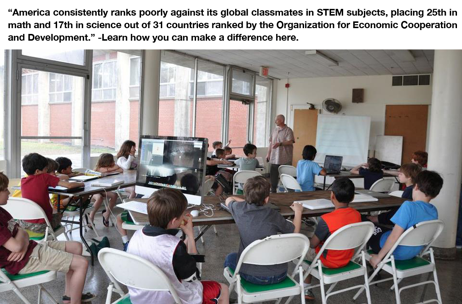 “America consistently ranks poorly against its global classmates in STEM subjects, placing 25th in
math and 17th in science out of 31 countries ranked by the Organization for Economic Cooperation
and Development.” -Learn how you can make a difference here.